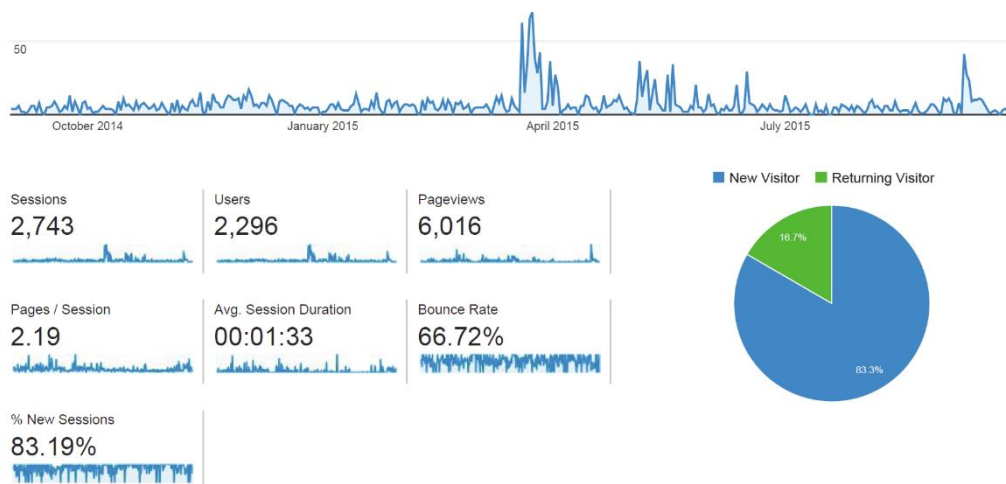 50
October 2014 January 2015 April 2015 July 2015
New Visitor Returning Visitor
Sessions Users Pageviews
2,743 2,296 6,016
16.7%
Pages / Session Avg. Session Duration Bounce Rate
2.19 00:01:33 66.72%
83.3%
% New Sessions
83.19%